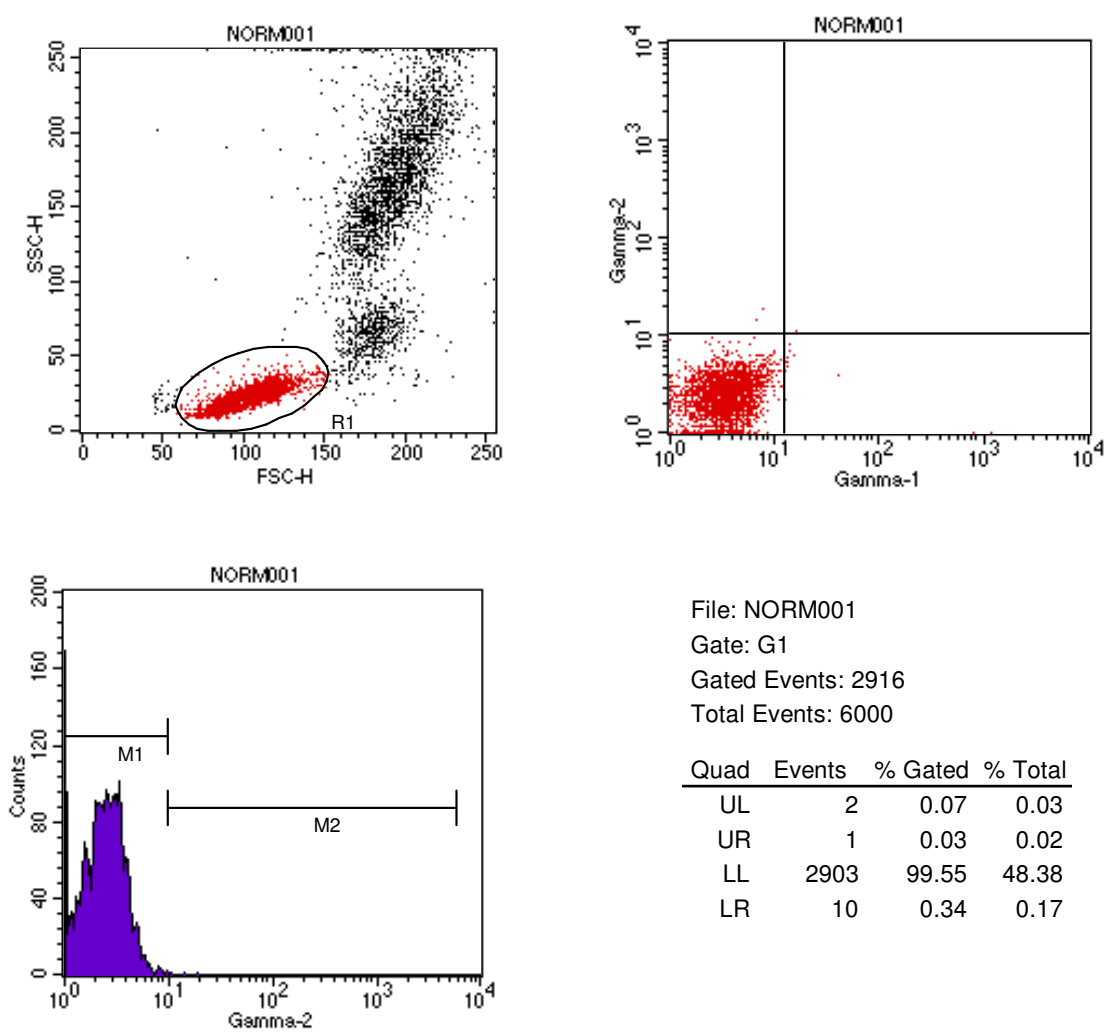 NORM001
250
200
150
100
50
0
SSC-H
R1
0 50 100 150 200 250
FSC-H
NORM001
10^4
10^3
10^2
10^1
10^0
Gamma-2
10^0 10^1 10^2 10^3 10^4
Gamma-1
NORM001
200
160
120
80
40
0
Counts
M1
M2
10^0 10^1 10^2 10^3 10^4
Gamma-2
File: NORM001
Gate: G1
Gated Events: 2916
Total Events: 6000
Quad Events % Gated % Total
UL 2 0.07 0.03
UR 1 0.03 0.02
LL 2903 99.55 48.38
LR 10 0.34 0.17